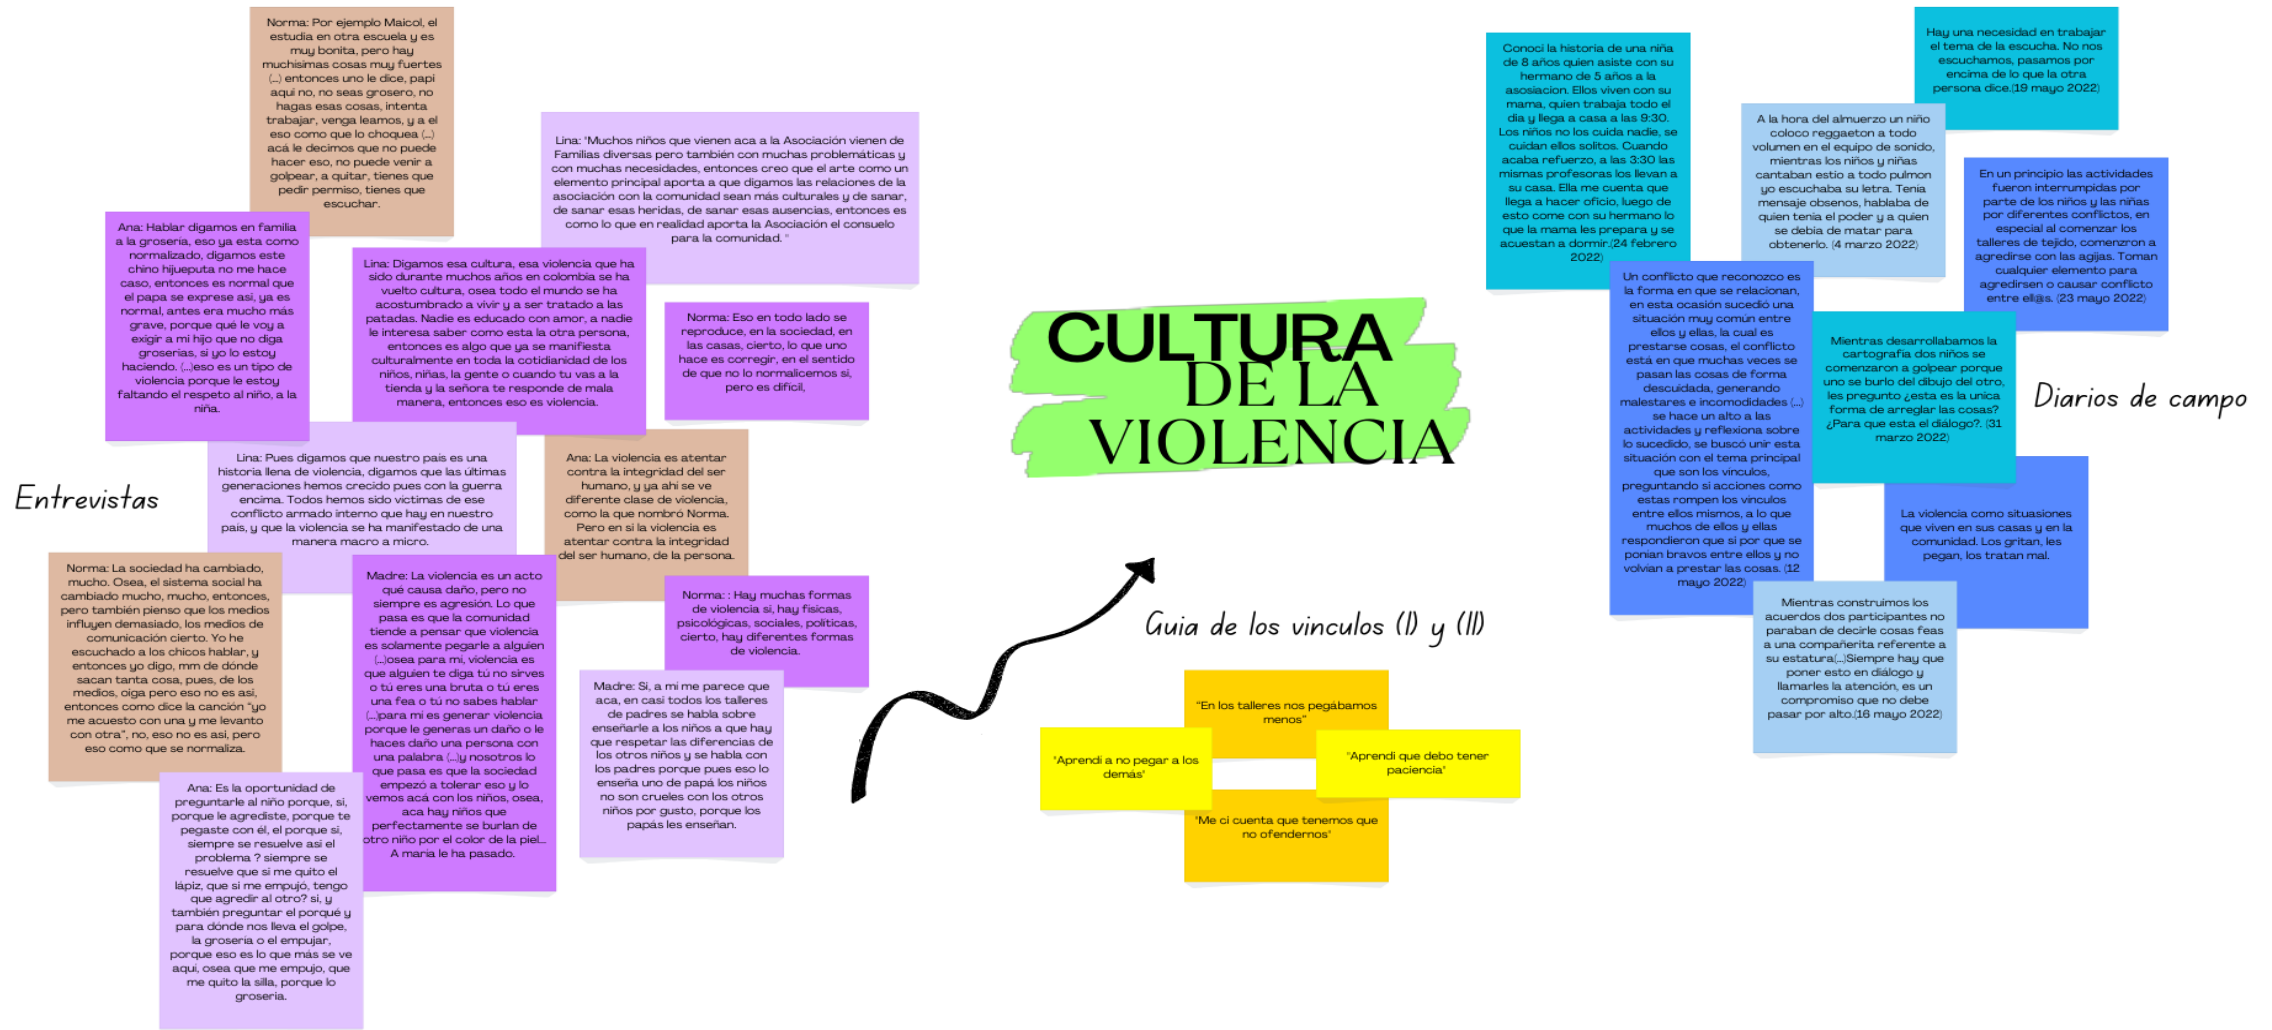 Norma: Por ejemplo Maicol, el
estudia en otra escuela y es
muy bonita, pero hay
muchisimas cosas muy fuertes
(...) entonces uno le dice, papi
aqui no, no seas grosero, no
hagas esas cosas, intenta
trabajar, venga leamos, y a el
eso como que lo choquea (...)
acá le decimos que no puede
hacer eso, no puede venir a
golpear, a quitar, tienes que
pedir permiso, tienes que
escuchar.
Ana: Hablar digamos en familia
a la grosería, eso ya esta como
normalizado, digamos este
chino hijueputa no me hace
caso, entonces es normal que
el papa se exprese asi, ya es
normal, antes era mucho más
grave, porque qué le voy a
exigir a mi hijo que no diga
groserias, si yo lo estoy
haciendo. (...)eso es un tipo de
violencia porque le estoy
faltando el respeto al niño, a la
niña.
Lina: "Muchos niños que vienen aca a la Asociación vienen de
Familias diversas pero también con muchas problemáticas y
con muchas necesidades, entonces creo que el arte como un
elemento principal aporta a que digamos las relaciones de la
asociación con la comunidad sean más culturales y de sanar,
de sanar esas heridas, de sanar esas ausencias, entonces es
como lo que en realidad aporta la Asociación el consuelo
para la comunidad. "
Lina: Digamos esa cultura, esa violencia que ha
sido durante muchos años en colombia se ha
vuelto cultura, osea todo el mundo se ha
acostumbrado a vivir y a ser tratado a las
patadas. Nadie es educado con amor, a nadie
le interesa saber como esta la otra persona,
entonces es algo que ya se manifiesta
culturalmente en toda la cotidianidad de los
niños, niñas, la gente o cuando tu vas a la
tienda y la señora te responde de mala
manera, entonces eso es violencia.
Norma: Eso en todo lado se
reproduce, en la sociedad, en
las casas, cierto, lo que uno
hace es corregir, en el sentido
de que no lo normalicemos si,
pero es difícil,
Entrevistas
Lina: Pues digamos que nuestro país es una
historia llena de violencia, digamos que las últimas
generaciones hemos crecido pues con la guerra
encima. Todos hemos sido victimas de ese
conflicto armado interno que hay en nuestro
país, y que la violencia se ha manifestado de una
manera macro a micro.
Ana: La violencia es atentar
contra la integridad del ser
humano, y ya ahi se ve
diferente clase de violencia,
como la que nombró Norma.
Pero en si la violencia es
atentar contra la integridad
del ser humano, de la persona.
Norma: La sociedad ha cambiado,
mucho. Osea, el sistema social ha
cambiado mucho, mucho, entonces,
pero también pienso que los medios
influyen demasiado, los medios de
comunicación cierto. Yo he
escuchado a los chicos hablar, y
entonces yo digo, mm de dónde
sacan tanta cosa, pues, de los
medios, oiga pero eso no es asi,
entonces como dice la canción "yo
me acuesto con una y me levanto
con otra", no, eso no es asi, pero
eso como que se normaliza.
Madre: La violencia es un acto
qué causa daño, pero no
siempre es agresión. Lo que
pasa es que la comunidad
tiende a pensar que violencia
es solamente pegarle a alguien
(...)osea para mi, violencia es
que alguien te diga tú no sirves
o tú eres una bruta o tú eres
una fea o tú no sabes hablar
(...)para mi es generar violencia
porque le generas un daño o le
haces daño una persona con
una palabra (...)y nosotros lo
que pasa es que la sociedad
empezó a tolerar eso y lo
vemos acá con los niños, osea,
aca hay niños que
perfectamente se burlan de
otro niño por el color de la piel...
A maria le ha pasado.
Norma: : Hay muchas formas
de violencia si, hay fisicas,
psicológicas, sociales, políticas,
cierto, hay diferentes formas
de violencia.
Madre: Si, a mi me parece que
aca, en casi todos los talleres
de padres se habla sobre
enseñarle a los niños a que hay
que respetar las diferencias de
los otros niños y se habla con
los padres porque pues eso lo
enseña uno de papá los niños
no son crueles con los otros
niños por gusto, porque los
papás les enseñan.
Ana: Es la oportunidad de
preguntarle al niño porque, si,
porque le agrediste, porque te
pegaste con él, el porque si,
siempre se resuelve asi el
problema ? siempre se
resuelve que si me quito el
lápiz, que si me empujó, tengo
que agredir al otro? si, y
también preguntar el porqué y
para dónde nos lleva el golpe,
la grosería o el empujar,
porque eso es lo que más se ve
aqui, osea que me empujo, que
me quito la silla, porque lo
groseria.
CULTURA
DE LA
VIOLENCIA
Guia de los vinculos (I) y (II)
"En los talleres nos pegábamos
menos"
"Aprendi a no pegar a los
demás"
"Aprendi que debo tener
paciencia"
"Me ci cuenta que tenemos que
no ofendernos"
Conoci la historia de una niña
de 8 años quien asiste con su
hermano de 5 años a la
asosiacion. Ellos viven con su
mama, quien trabaja todo el
dia y llega a casa a las 9:30.
Los niños no los cuida nadie, se
cuidan ellos solitos. Cuando
acaba refuerzo, a las 3:30 las
mismas profesoras los llevan a
su casa. Ella me cuenta que
llega a hacer oficio, luego de
esto come con su hermano lo
que la mama les prepara y se
acuestan a dormir.(24 febrero
2022)
Hay una necesidad en trabajar
el tema de la escucha. No nos
escuchamos, pasamos por
encima de lo que la otra
persona dice.(19 mayo 2022)
A la hora del almuerzo un niño
coloco reggaeton a todo
volumen en el equipo de sonido,
mientras los niños y niñas
cantaban estio a todo pulmon
yo escuchaba su letra. Tenia
mensaje obsenos, hablaba de
quien tenia el poder y a quien
se debia de matar para
obtenerlo. (4 marzo 2022)
En un principio las actividades
fueron interrumpidas por
parte de los niños y las niñas
por diferentes conflictos, en
especial al comenzar los
talleres de tejido, comenzron a
agredirse con las agijas. Toman
cualquier elemento para
agredirsen o causar conflicto
entre ell@s. (23 mayo 2022)
Un conflicto que reconozco es
la forma en que se relacionan,
en esta ocasión sucedió una
situación muy común entre
ellos y ellas, la cual es
prestarse cosas, el conflicto
está en que muchas veces se
pasan las cosas de forma
descuidada, generando
malestares e incomodidades (...)
se hace un alto a las
actividades y reflexiona sobre
lo sucedido, se buscó unir esta
situación con el tema principal
que son los vínculos,
preguntando si acciones como
estas rompen los vinculos
entre ellos mismos, a lo que
muchos de ellos y ellas
respondieron que si por que se
ponian bravos entre ellos y no
volvian a prestar las cosas. (12
mayo 2022)
Mientras desarrollabamos la
cartografia dos niños se
comenzaron a golpear porque
uno se burlo del dibujo del otro,
les pregunto ¿esta es la unica
forma de arreglar las cosas?
¿Para que esta el diálogo?. (31
marzo 2022)
Diarios de campo
La violencia como situasiones
que viven en sus casas y en la
comunidad. Los gritan, les
pegan, los tratan mal.
Mientras construimos los
acuerdos dos participantes no
paraban de decirle cosas feas
a una compañerita referente a
su estatura(...)Siempre hay que
poner esto en diálogo y
llamarles la atención, es un
compromiso que no debe
pasar por alto.(16 mayo 2022)